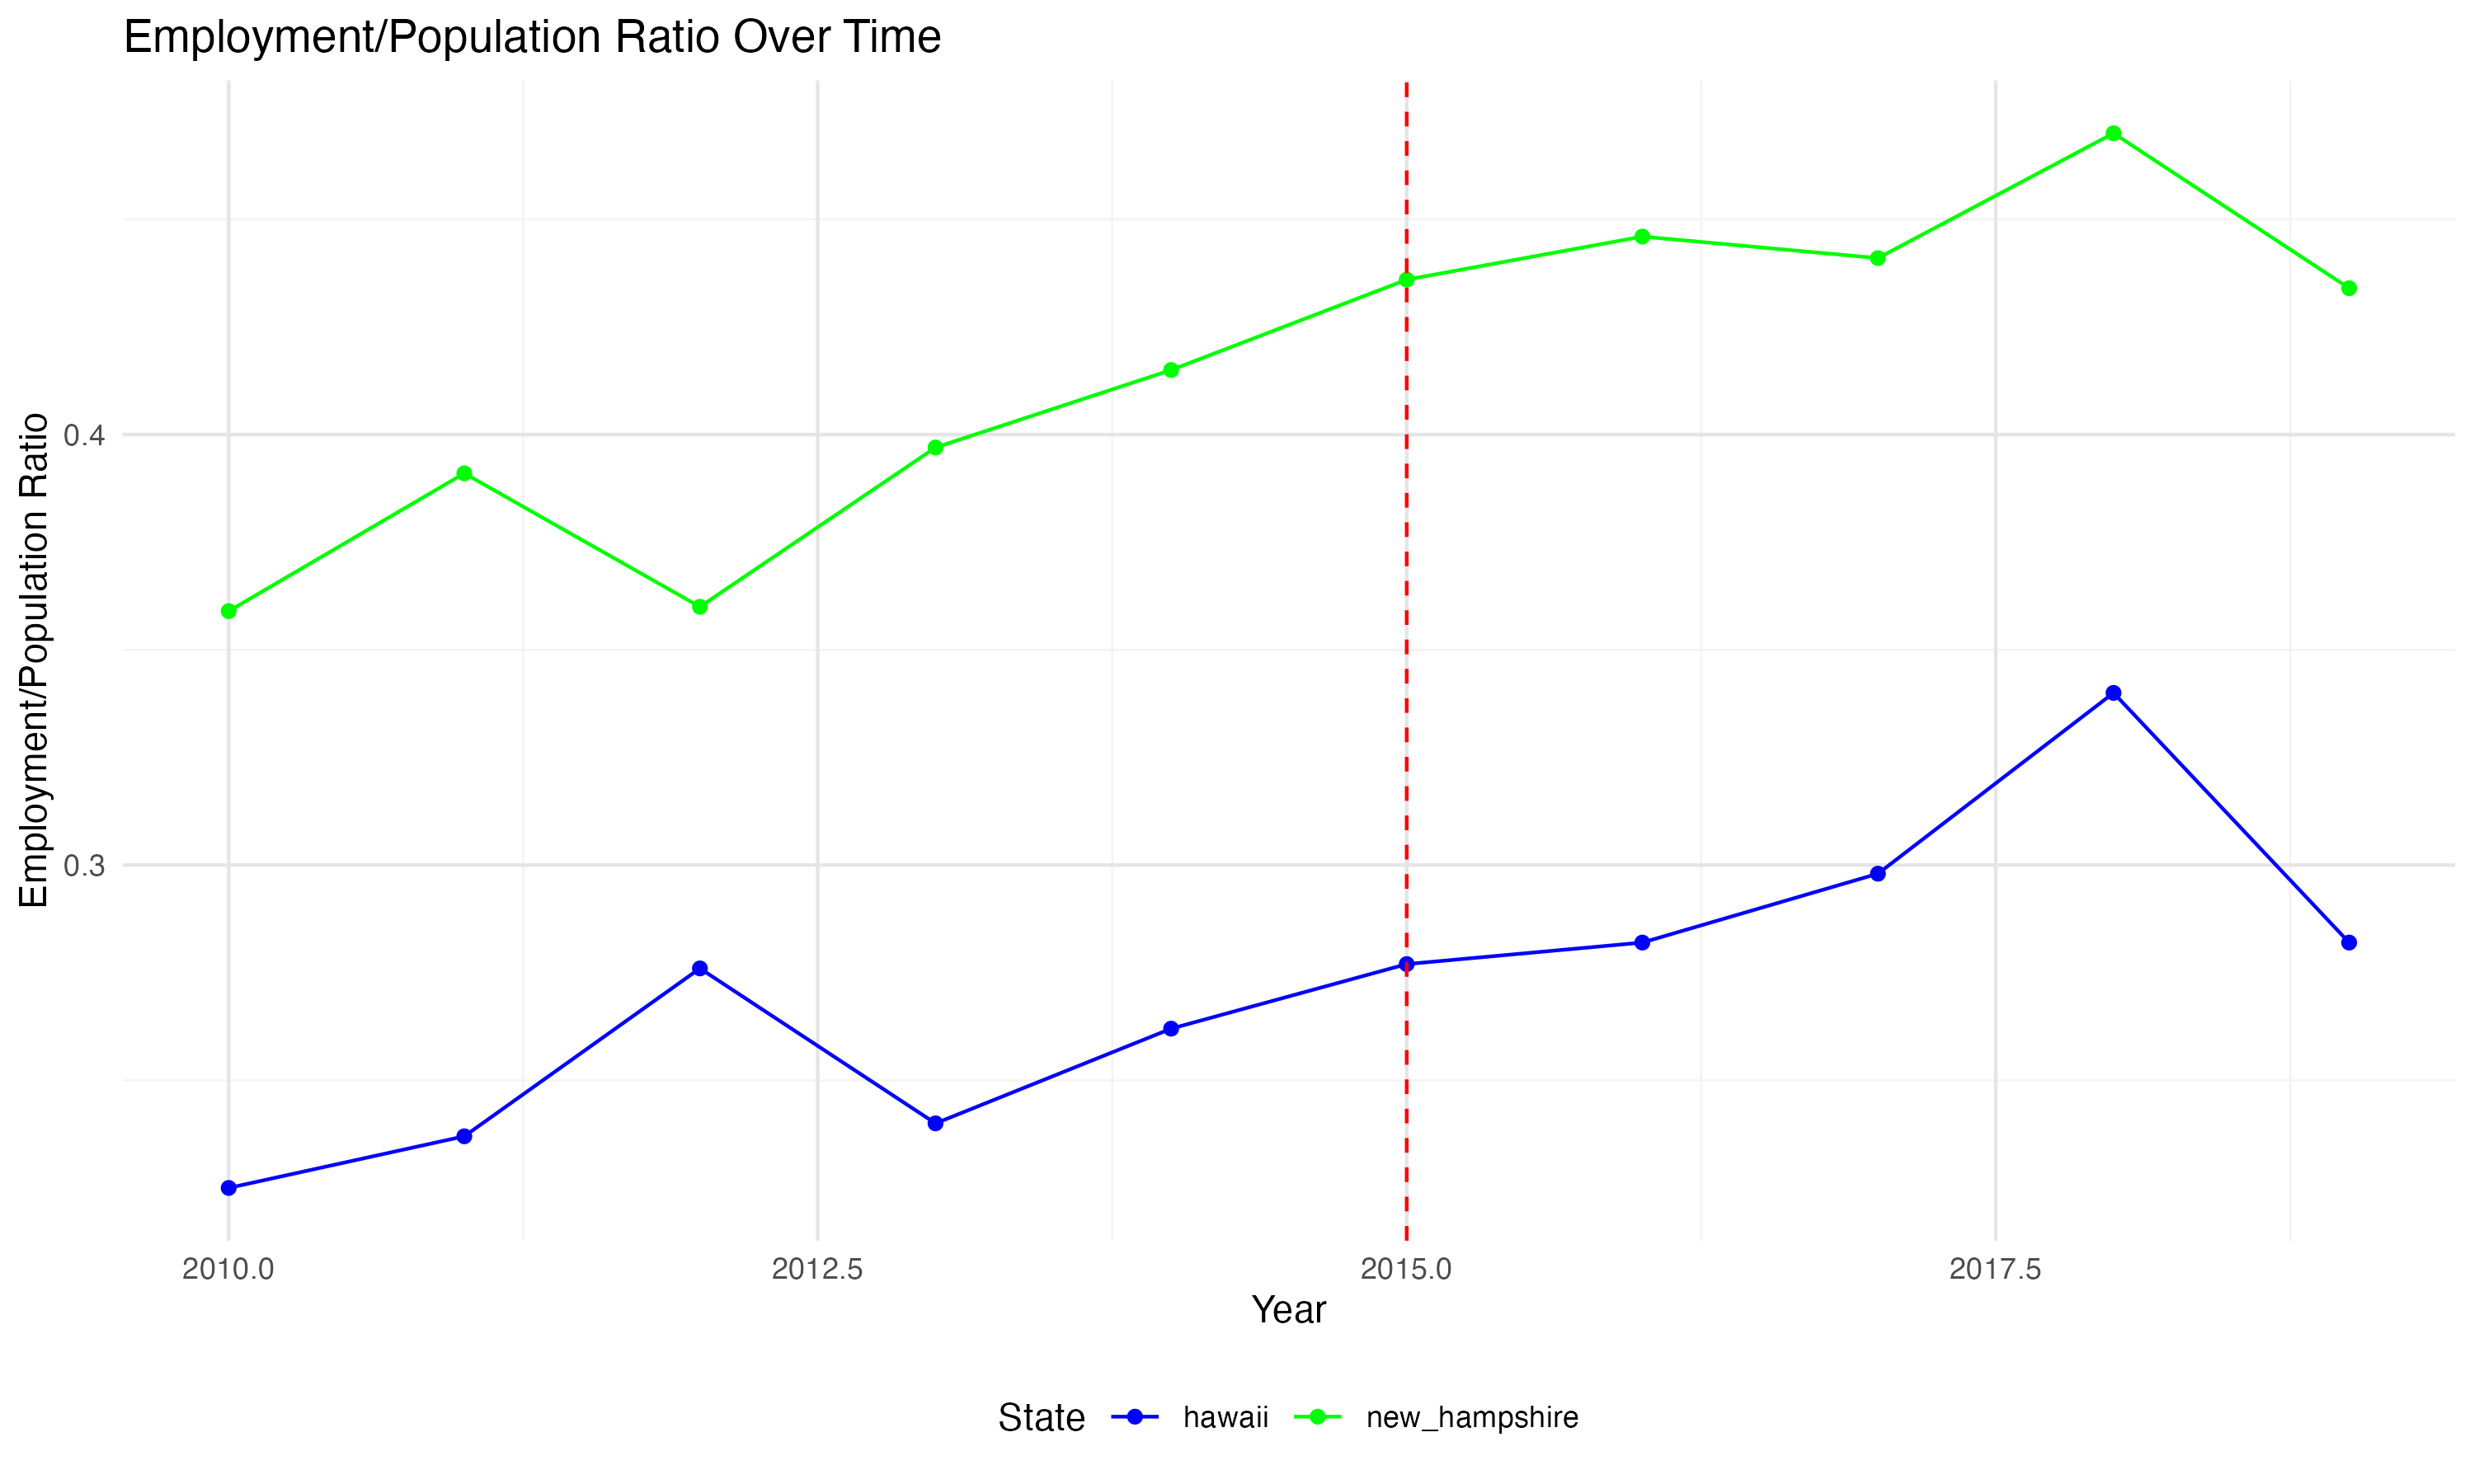 Employment/Population Ratio Over Time
Employment/Population Ratio
0.4
0.3
2010.0 2012.5 2015.0 2017.5
Year
State hawaii new_hampshire